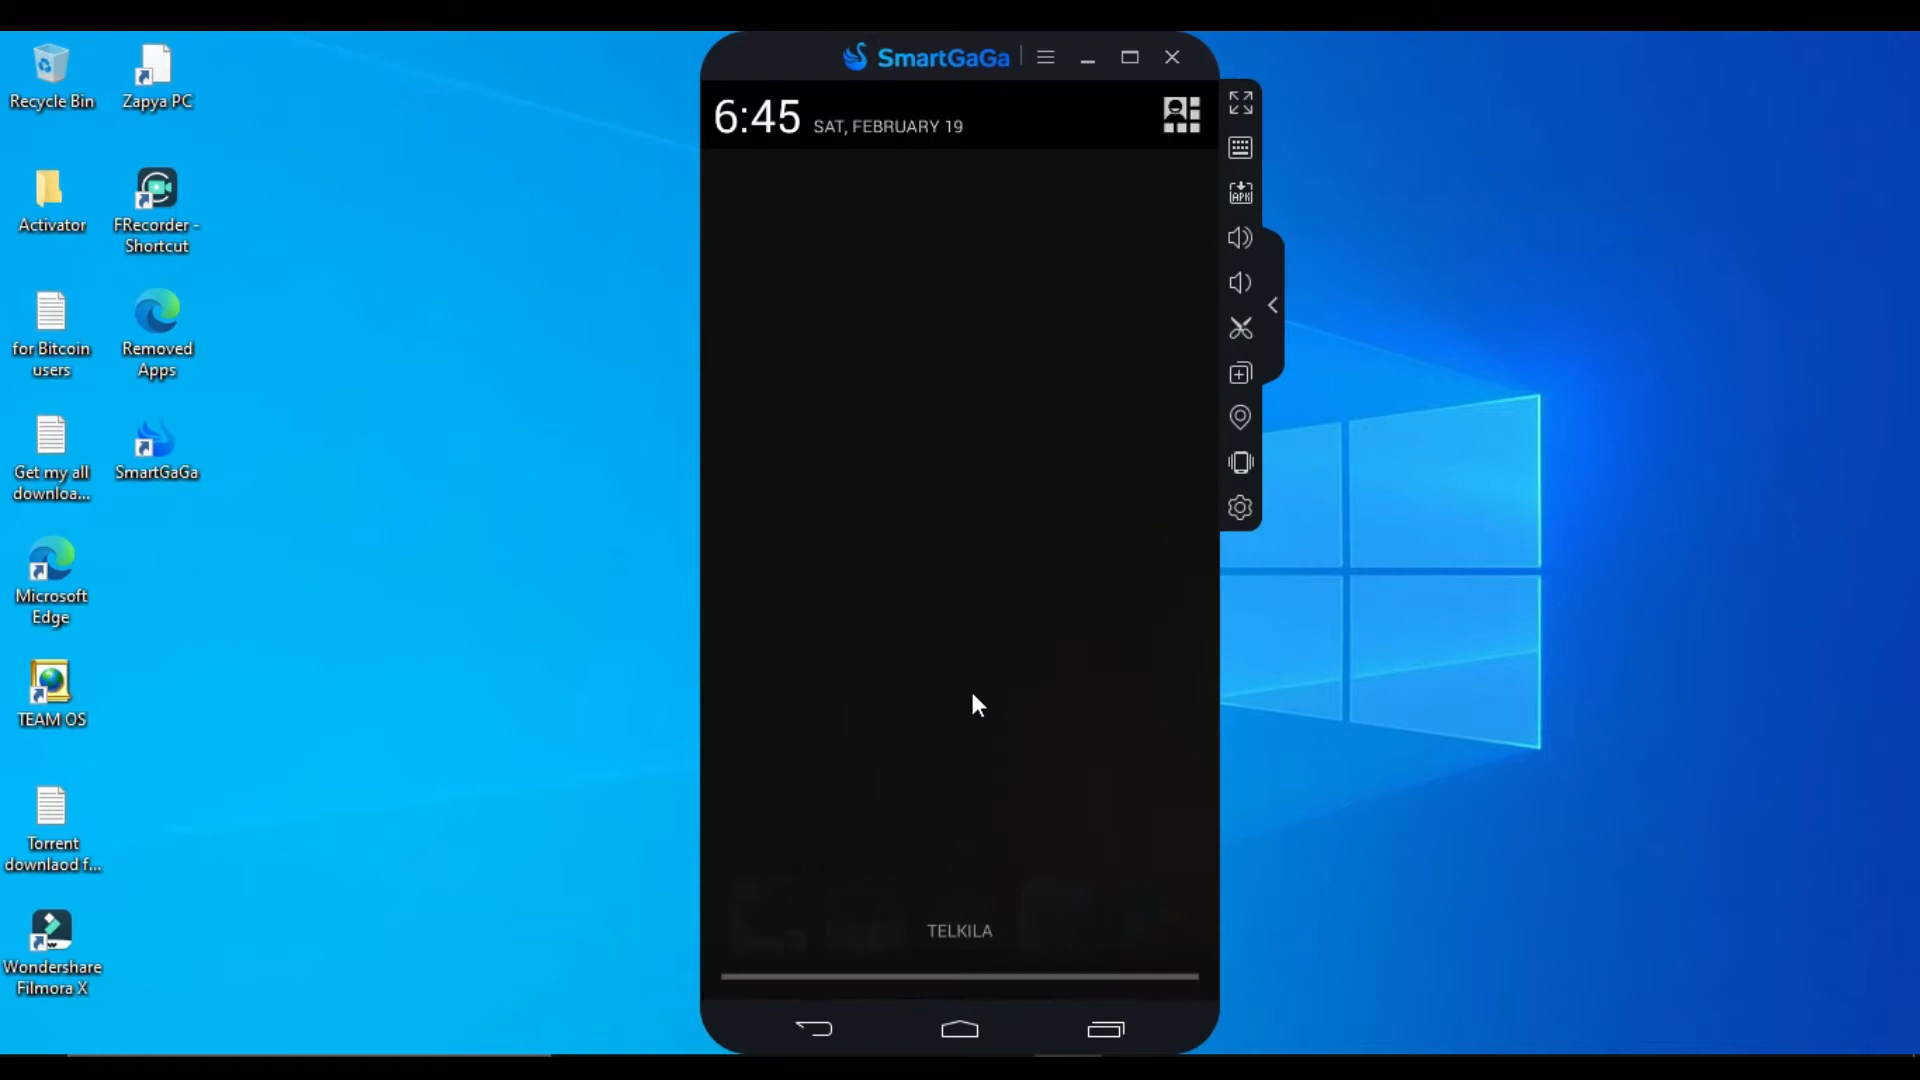 Recycle Bin
Zapya PC
Activator
FRecorder -
Shortcut
for Bitcoin
users
Removed
Apps
Get my all
downloa...
SmartGaGa
Microsoft
Edge
TEAM OS
Torrent
downlaod f...
Wondershare
Filmora X
SmartGaGa
6:45 SAT, FEBRUARY 19
APK
TELKILA